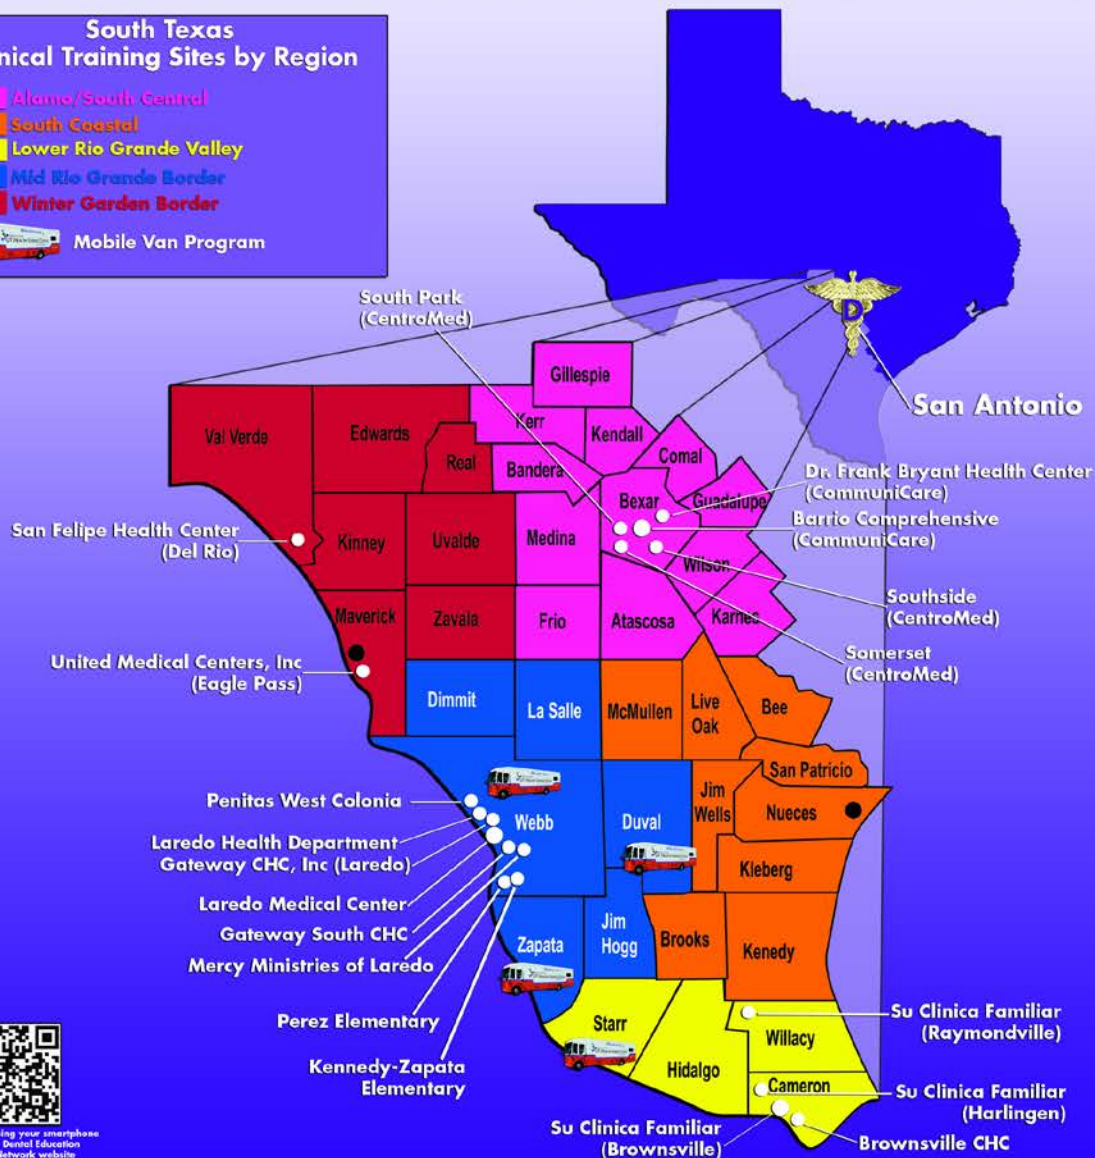 South Texas
nical Training Sites by Region
Alamo/South Central
South Coastal
Lower Rio Grande Valley
Mid Rio Grande Border
Winter Garden Border
Mobile Van Program
South Park
(CentroMed)
D
San Antonio
Gillespie
Val Verde
Edwards
Real
Kerr
Kendall
Bandera
Comal
Bexar
Guadalupe
Dr. Frank Bryant Health Center
(CommuniCare)
Barrio Comprehensive
(CommuniCare)
San Felipe Health Center
(Del Rio)
Kinney
Uvalde
Medina
Wilson
Southside
(CentroMed)
Maverick
Zavala
Frio
Atascosa
Karnes
Somerset
(CentroMed)
United Medical Centers, Inc
(Eagle Pass)
Dimmit
La Salle
McMullen
Live
Oak
Bee
San Patricio
Penitas West Colonia
Webb
Duval
Jim
Wells
Nueces
Laredo Health Department
Gateway CHC, Inc (Laredo)
Kleberg
Laredo Medical Center
Gateway South CHC
Mercy Ministries of Laredo
Zapata
Jim
Hogg
Brooks
Kenedy
Perez Elementary
Kennedy-Zapata
Elementary
Starr
Hidalgo
Willacy
Su Clinica Familiar
(Raymondville)
Cameron
Su Clinica Familiar
(Harlingen)
Su Clinica Familiar
(Brownsville)
Brownsville CHC
ing your smartphone
Dental Education
Network website